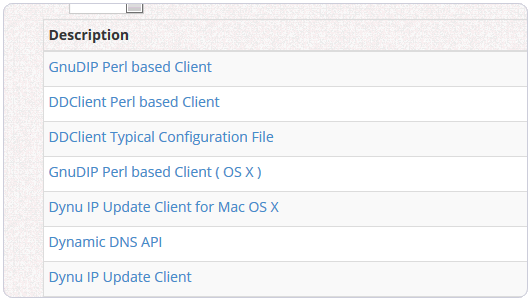 Description
GnuDIP Perl based Client
DDClient Perl based Client
DDClient Typical Configuration File
GnuDIP Perl based Client ( OS X )
Dynu IP Update Client for Mac OS X
Dynamic DNS API
Dynu IP Update Client